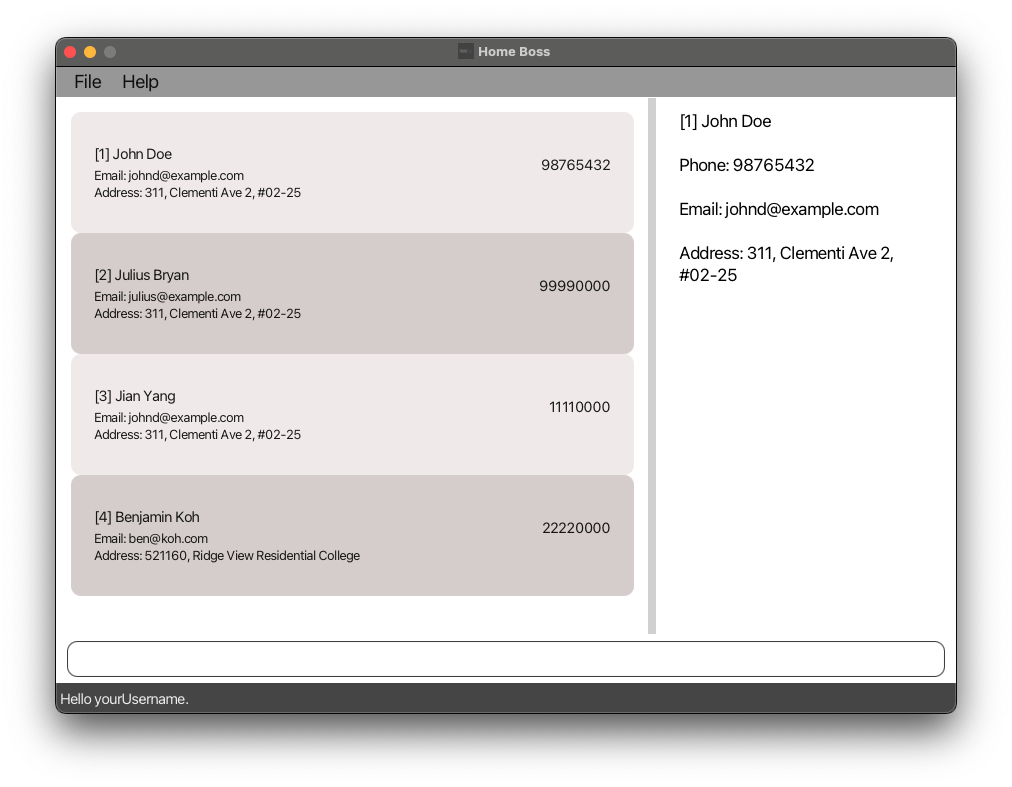 Home Boss
File Help
[1] John Doe
Email: johnd@example.com
Address: 311, Clementi Ave 2, #02-25
98765432
[2] Julius Bryan
Email: julius@example.com
Address: 311, Clementi Ave 2, #02-25
99990000
[3] Jian Yang
Email: johnd@example.com
Address: 311, Clementi Ave 2, #02-25
11110000
[4] Benjamin Koh
Email: ben@koh.com
Address: 521160, Ridge View Residential College
22220000
[1] John Doe
Phone: 98765432
Email: johnd@example.com
Address: 311, Clementi Ave 2,
#02-25
Hello yourUsername.